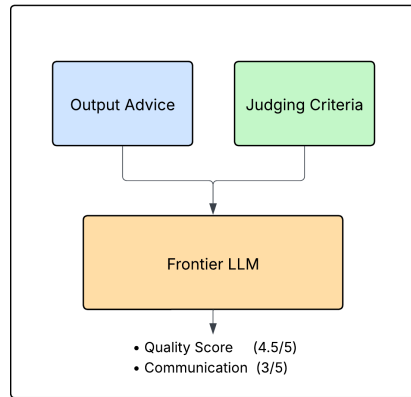 Output Advice
Judging Criteria
Frontier LLM
• Quality Score (4.5/5)
• Communication (3/5)